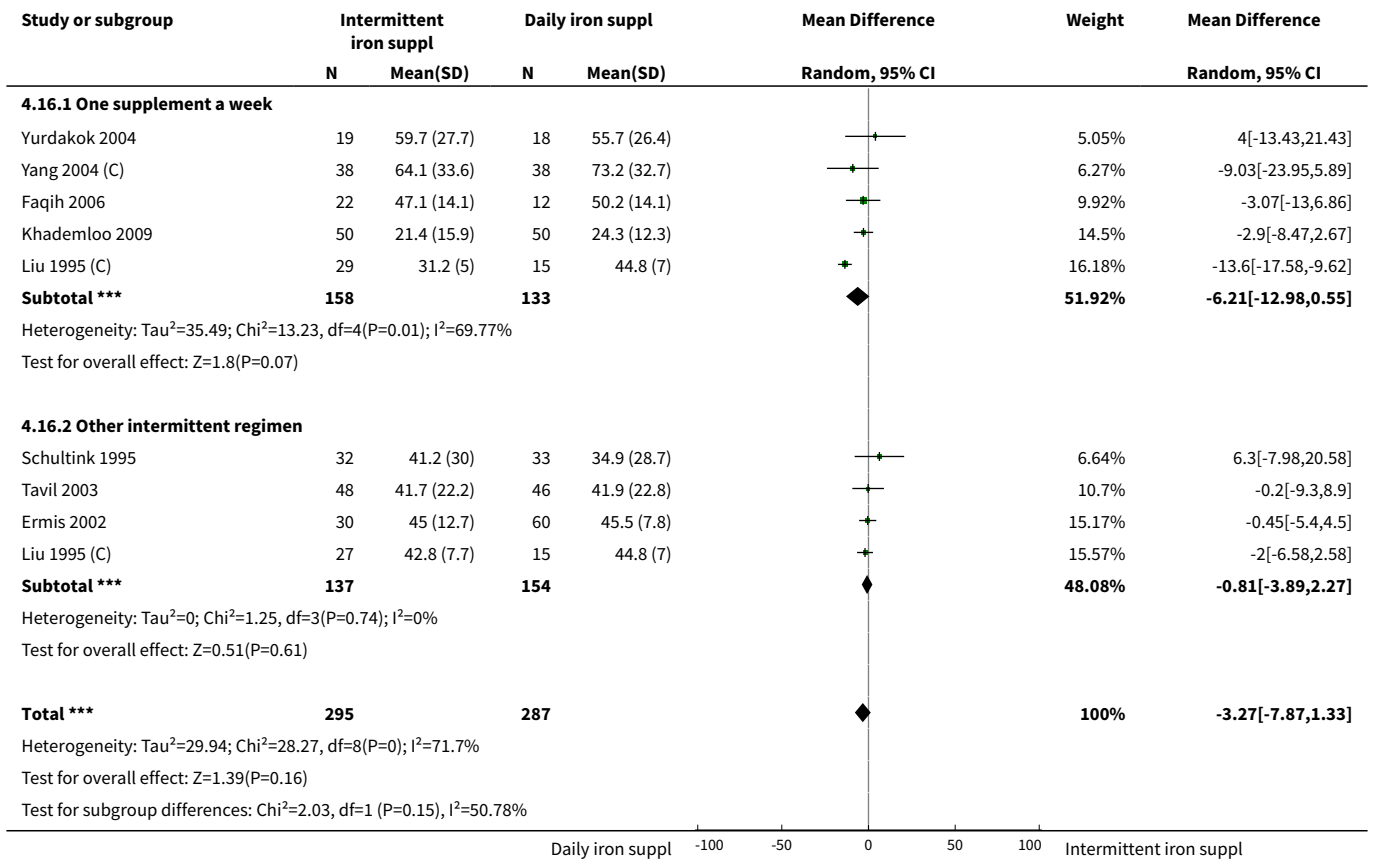 Study or subgroup Intermittent iron suppl Daily iron suppl Mean Difference Weight Mean Difference
N Mean(SD) N Mean(SD) Random, 95% CI Random, 95% CI
4.16.1 One supplement a week
Yurdakok 2004 19 59.7 (27.7) 18 55.7 (26.4) 5.05% 4[-13.43,21.43]
Yang 2004 (C) 38 64.1 (33.6) 38 73.2 (32.7) 6.27% -9.03[-23.95,5.89]
Faqih 2006 22 47.1 (14.1) 12 50.2 (14.1) 9.92% -3.07[-13,6.86]
Khademloo 2009 50 21.4 (15.9) 50 24.3 (12.3) 14.5% -2.9[-8.47,2.67]
Liu 1995 (C) 29 31.2 (5) 15 44.8 (7) 16.18% -13.6[-17.58,-9.62]
Subtotal *** 158 133 51.92% -6.21[-12.98,0.55]
Heterogeneity: Tau²=35.49; Chi²=13.23, df=4(P=0.01); I²=69.77%
Test for overall effect: Z=1.8(P=0.07)
4.16.2 Other intermittent regimen
Schultink 1995 32 41.2 (30) 33 34.9 (28.7) 6.64% 6.3[-7.98,20.58]
Tavil 2003 48 41.7 (22.2) 46 41.9 (22.8) 10.7% -0.2[-9.3,8.9]
Ermis 2002 30 45 (12.7) 60 45.5 (7.8) 15.17% -0.45[-5.4,4.5]
Liu 1995 (C) 27 42.8 (7.7) 15 44.8 (7) 15.57% -2[-6.58,2.58]
Subtotal *** 137 154 48.08% -0.81[-3.89,2.27]
Heterogeneity: Tau²=0; Chi²=1.25, df=3(P=0.74); I²=0%
Test for overall effect: Z=0.51(P=0.61)
Total *** 295 287 100% -3.27[-7.87,1.33]
Heterogeneity: Tau²=29.94; Chi²=28.27, df=8(P=0); I²=71.7%
Test for overall effect: Z=1.39(P=0.16)
Test for subgroup differences: Chi²=2.03, df=1 (P=0.15), I²=50.78%
Daily iron suppl -100 -50 0 50 100 Intermittent iron suppl